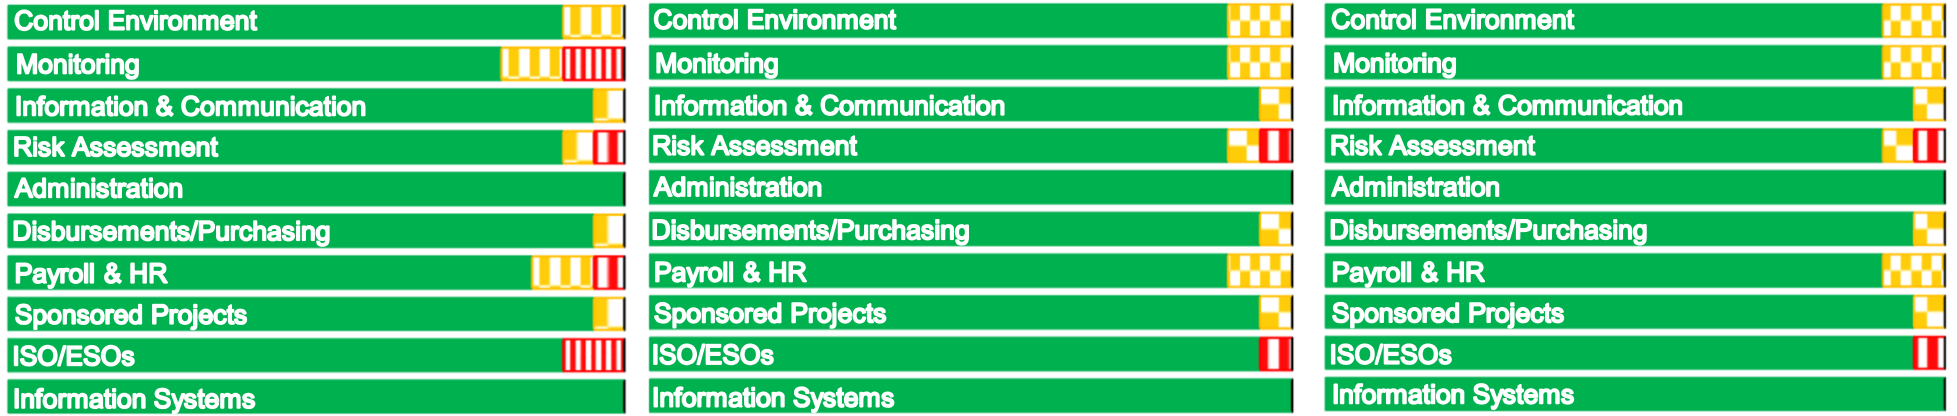 Control Environment
Monitoring
Information & Communication
Risk Assessment
Administration
Disbursements/Purchasing
Payroll & HR
Sponsored Projects
ISO/ESOs
Information Systems
Control Environment
Monitoring
Information & Communication
Risk Assessment
Administration
Disbursements/Purchasing
Payroll & HR
Sponsored Projects
ISO/ESOs
Information Systems
Control Environment
Monitoring
Information & Communication
Risk Assessment
Administration
Disbursements/Purchasing
Payroll & HR
Sponsored Projects
ISO/ESOs
Information Systems